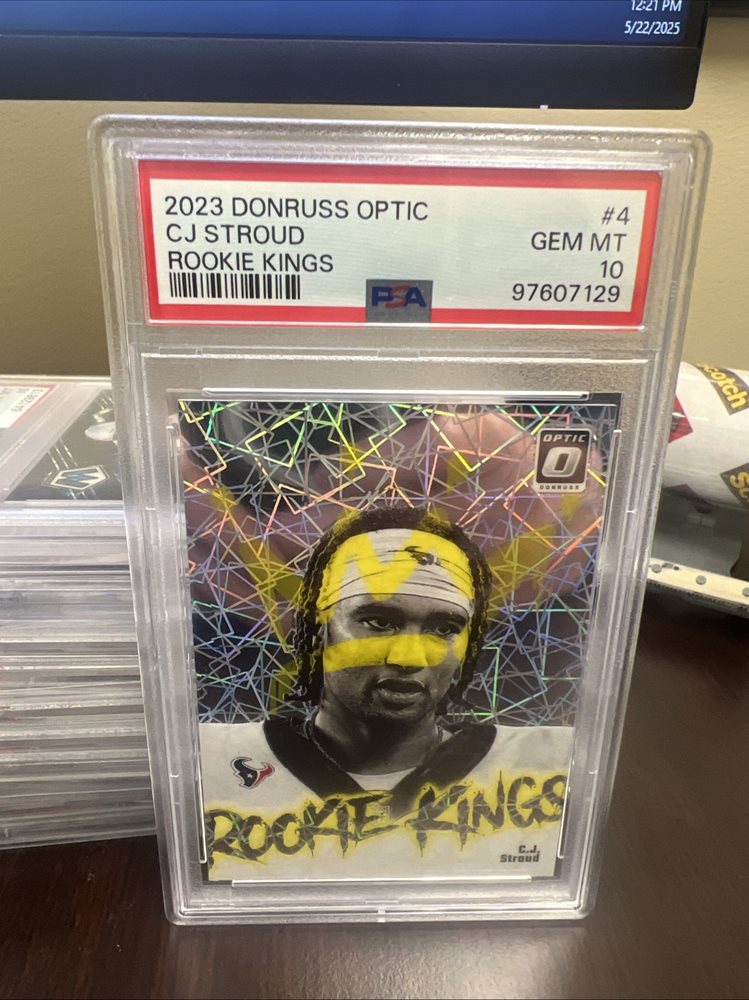 12:21 PM
5/22/2025
2023 DONRUSS OPTIC #4
CJ STROUD GEM MT
ROOKIE KINGS 10
PSA 97607129
OPTIC
O
DONRUSS
Scotch
ROOKIE KINGS
C.J.
Stroud